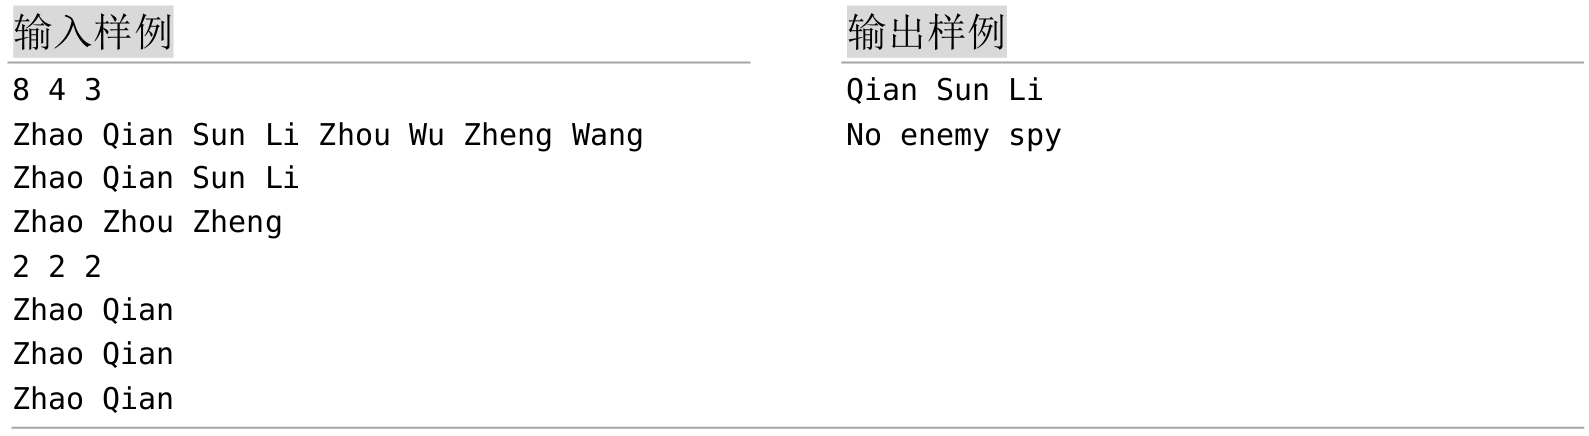 输入样例
8 4 3
Zhao Qian Sun Li Zhou Wu Zheng Wang
Zhao Qian Sun Li
Zhao Zhou Zheng
2 2 2
Zhao Qian
Zhao Qian
Zhao Qian
输出样例
Qian Sun Li
No enemy spy